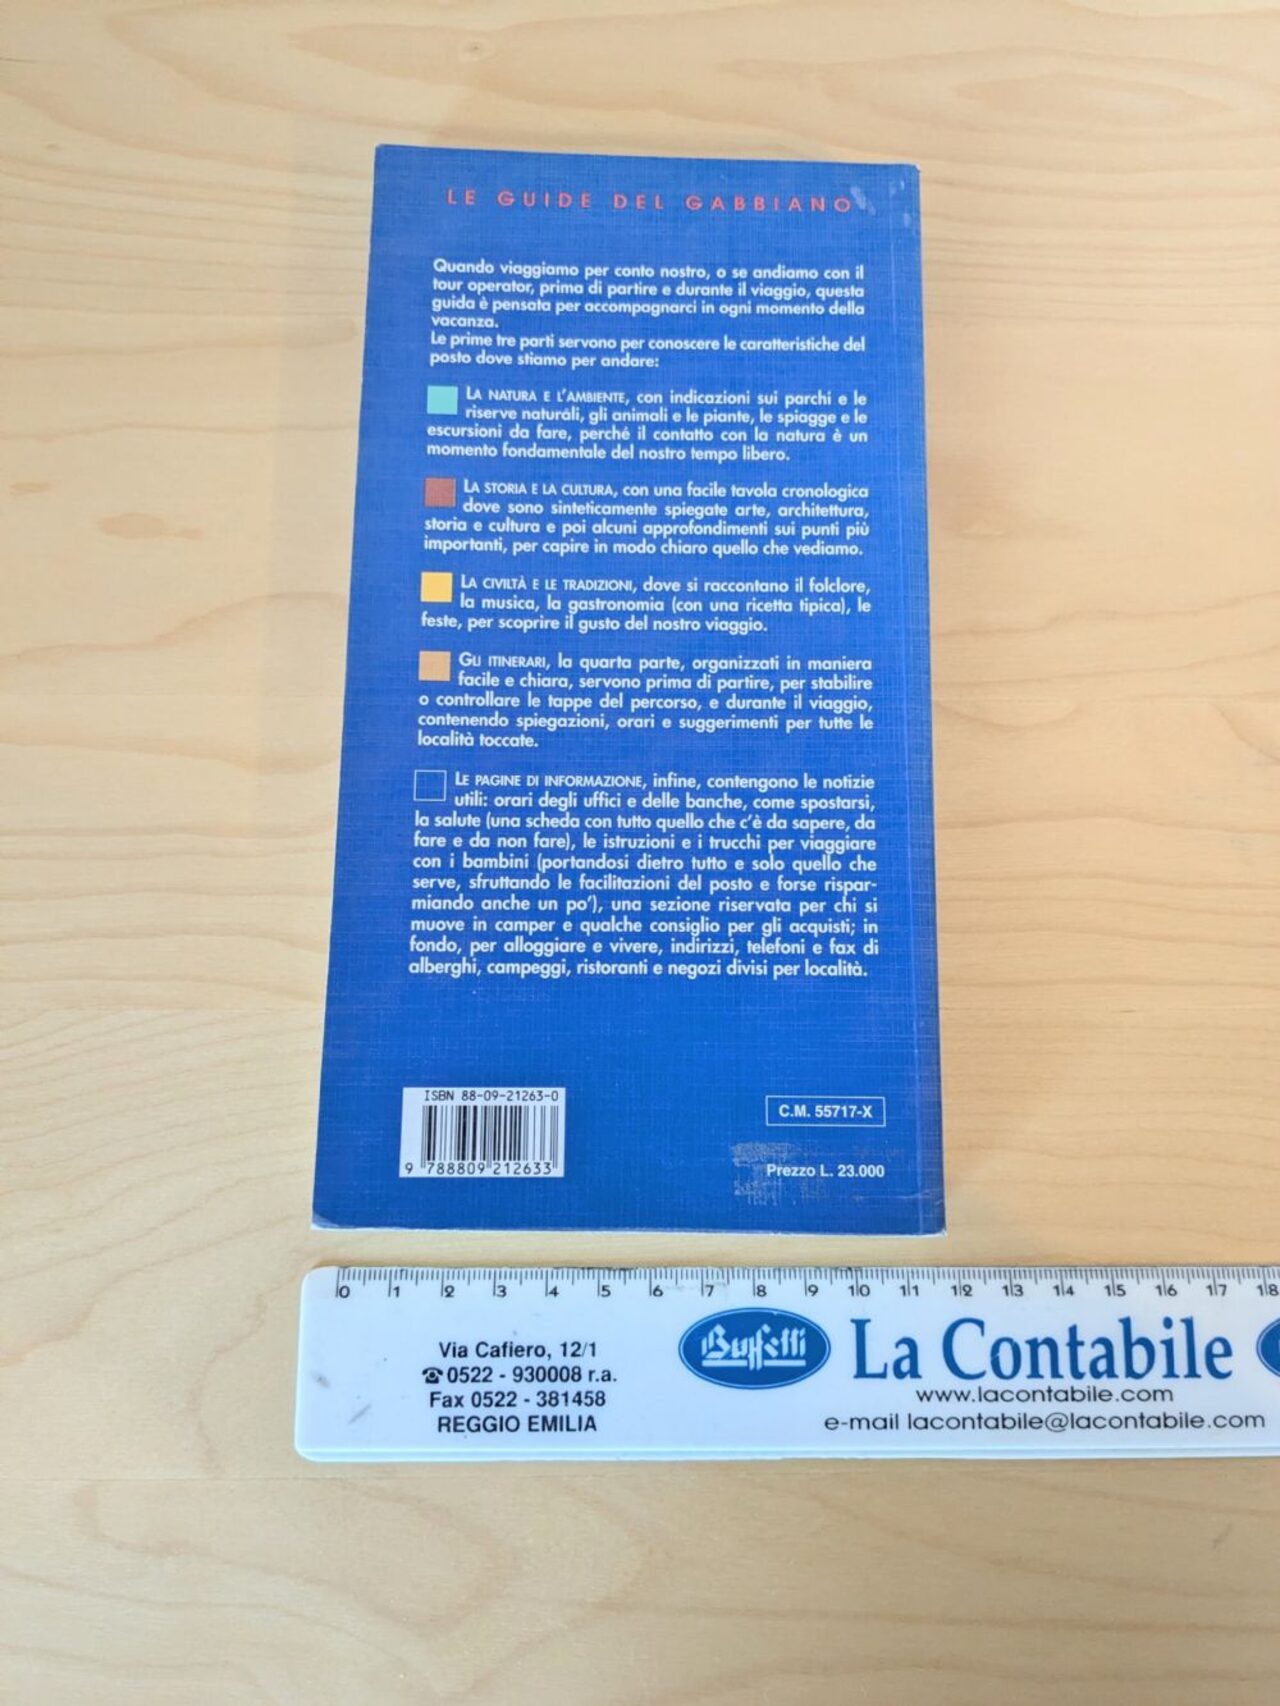 LE GUIDE DEL GABBIANO
Quando viaggiamo per conto nostro, o se andiamo con il
tour operator, prima di partire e durante il viaggio, questa
guida è pensata per accompagnarci in ogni momento della
vacanza.
Le prime tre parti servono per conoscere le caratteristiche del
posto dove stiamo per andare:
LA NATURA E L'AMBIENTE, con indicazioni sui parchi e le
riserve naturali, gli animali e le piante, le spiagge e le
escursioni da fare, perché il contatto con la natura è un
momento fondamentale del nostro tempo libero.
LA STORIA E LA CULTURA, con una facile tavola cronologica
dove sono sinteticamente spiegate arte, architettura,
storia e cultura e poi alcuni approfondimenti sui punti più
importanti, per capire in modo chiaro quello che vediamo.
LA CIVILTÀ E LE TRADIZIONI, dove si raccontano il folclore,
la musica, la gastronomia (con una ricetta tipica), le
feste, per scoprire il gusto del nostro viaggio.
GLI ITINERARI, la quarta parte, organizzati in maniera
facile e chiara, servono prima di partire, per stabilire
o controllare le tappe del percorso, e durante il viaggio,
contenendo spiegazioni, orari e suggerimenti per tutte le
località toccate.
LE PAGINE DI INFORMAZIONE, infine, contengono le notizie
utili: orari degli uffici e delle banche, come spostarsi,
la salute (una scheda con tutto quello che c'è da sapere, da
fare e da non fare), le istruzioni e i trucchi per viaggiare
con i bambini (portandosi dietro tutto e solo quello che
serve, sfruttando le facilitazioni del posto e forse rispar-
miando anche un po'), una sezione riservata per chi si
muove in camper e qualche consiglio per gli acquisti; in
fondo, per alloggiare e vivere, indirizzi, telefoni e fax di
alberghi, campeggi, ristoranti e negozi divisi per località.
ISBN 88-09-21263-0
9 788809 212633
C.M. 55717-X
Prezzo L. 23.000
0 1 2 3 4 5 6 7 8 9 10 11 12 13 14 15 16 17 18
Via Cafiero, 12/1
☎0522 - 930008 r.a.
Fax 0522 - 381458
REGGIO EMILIA
Buffetti
La Contabile
www.lacontabile.com
e-mail lacontabile@lacontabile.com